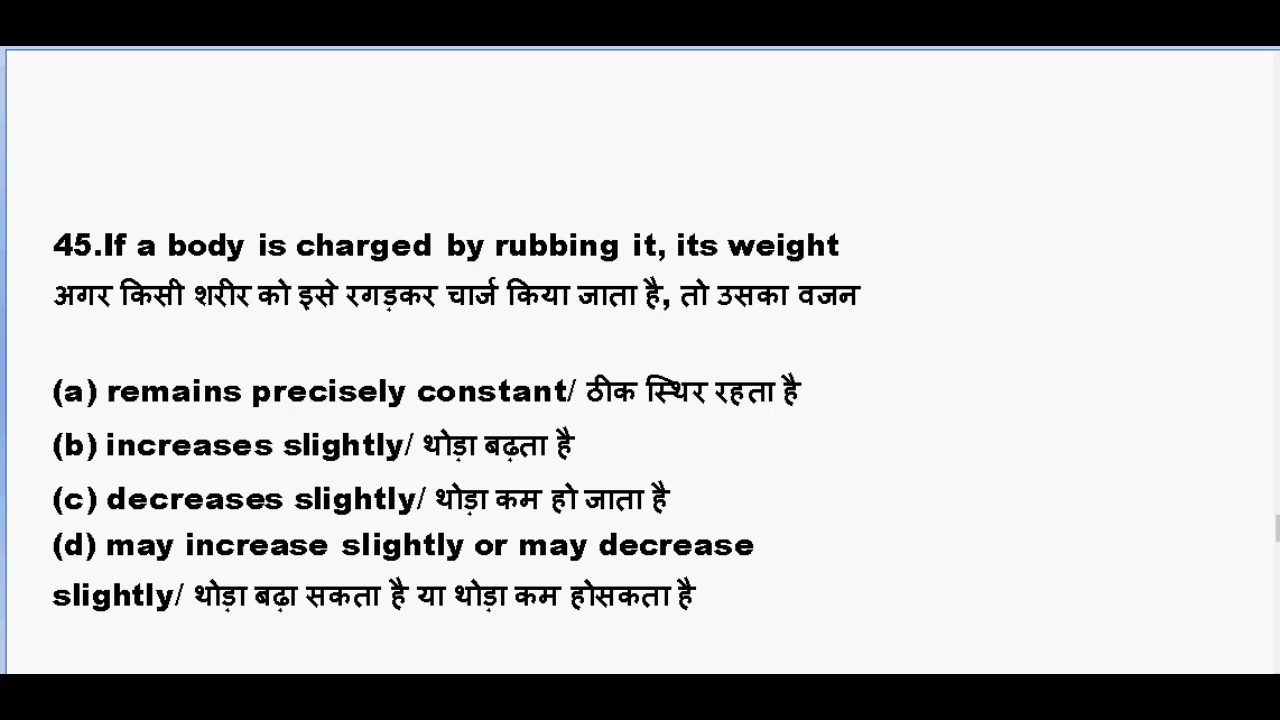 45.If a body is charged by rubbing it, its weight
अगर किसी शरीर को इसे रगड़कर चार्ज किया जाता है, तो उसका वजन
(a) remains precisely constant/ ठीक स्थिर रहता है
(b) increases slightly/ थोड़ा बढ़ता है
(c) decreases slightly/ थोड़ा कम हो जाता है
(d) may increase slightly or may decrease
slightly/ थोड़ा बढ़ा सकता है या थोड़ा कम होसकता है